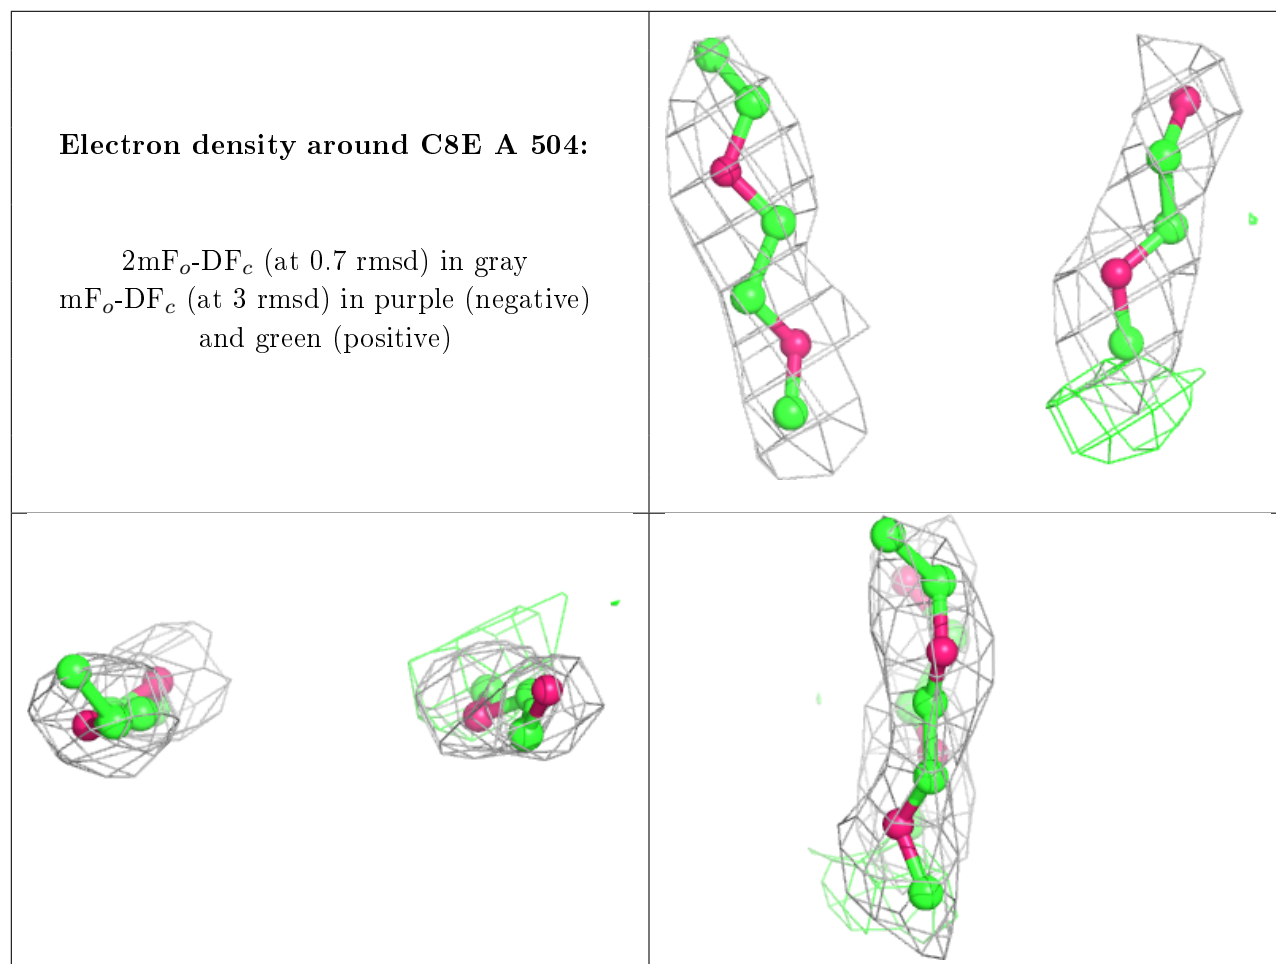 Electron density around C8E A 504:
2mFₒ-DF𝒸 (at 0.7 rmsd) in gray
mFₒ-DF𝒸 (at 3 rmsd) in purple (negative)
and green (positive)